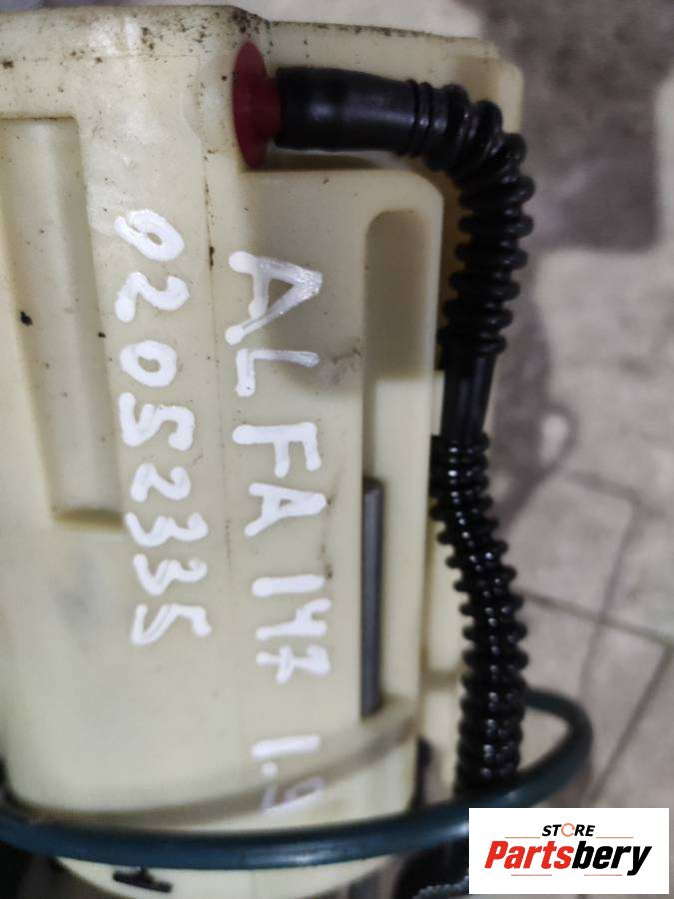 ALFA 147 1.9
92052335
STORE
Partsbery